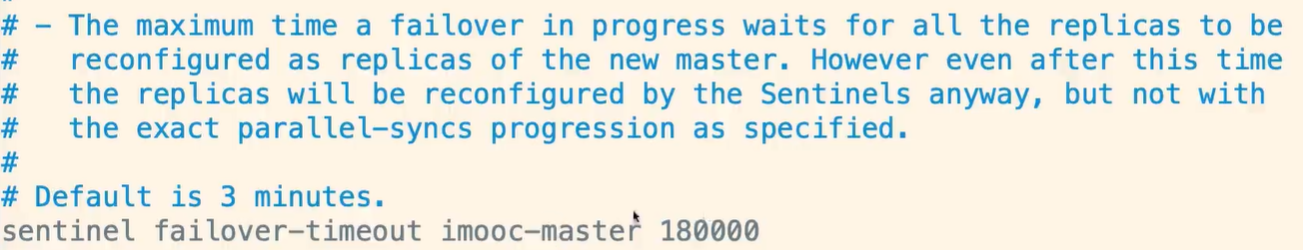 # - The maximum time a failover in progress waits for all the replicas to be
#   reconfigured as replicas of the new master. However even after this time
#   the replicas will be reconfigured by the Sentinels anyway, but not with
#   the exact parallel-syncs progression as specified.
#
# Default is 3 minutes.
sentinel failover-timeout imooc-master 180000